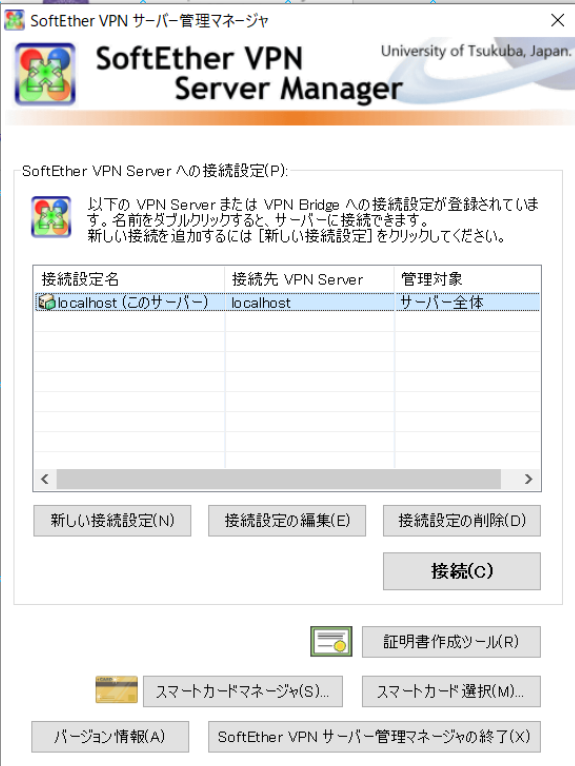 SoftEther VPN サーバー管理マネージャ
SoftEther VPN
Server Manager
University of Tsukuba, Japan.
SoftEther VPN Server への接続設定(P):
以下の VPN Server または VPN Bridge への接続設定が登録されていま
す。名前をダブルクリックすると、サーバーに接続できます。
新しい接続を追加するには [新しい接続設定] をクリックしてください。
接続設定名 接続先 VPN Server 管理対象
localhost (このサーバー) localhost サーバー全体
新しい接続設定(N) 接続設定の編集(E) 接続設定の削除(D)
接続(C)
証明書作成ツール(R)
スマートカードマネージャ(S)... スマートカード選択(M)...
バージョン情報(A) SoftEther VPN サーバー管理マネージャの終了(X)